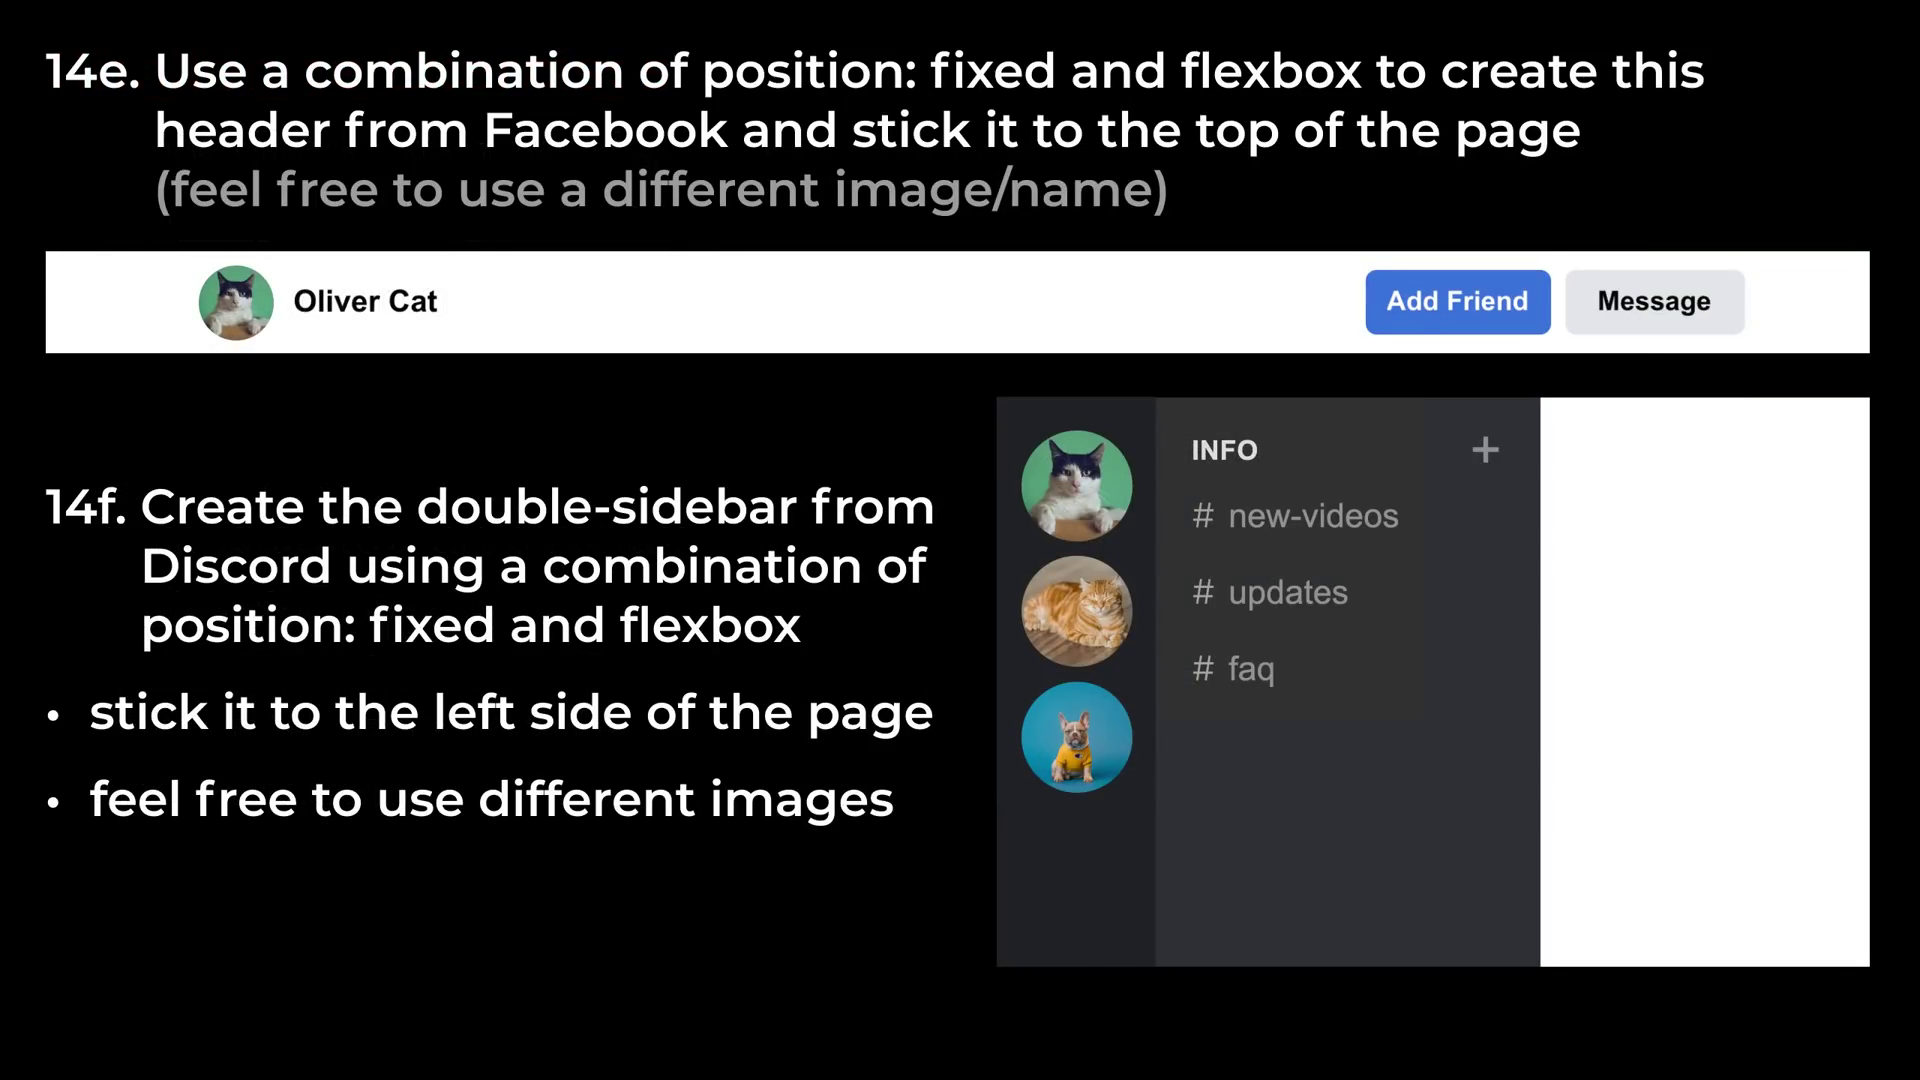 14e. Use a combination of position: fixed and flexbox to create this
header from Facebook and stick it to the top of the page
(feel free to use a different image/name)
Oliver Cat
Add Friend
Message
14f. Create the double-sidebar from
Discord using a combination of
position: fixed and flexbox
• stick it to the left side of the page
• feel free to use different images
INFO +
# new-videos
# updates
# faq